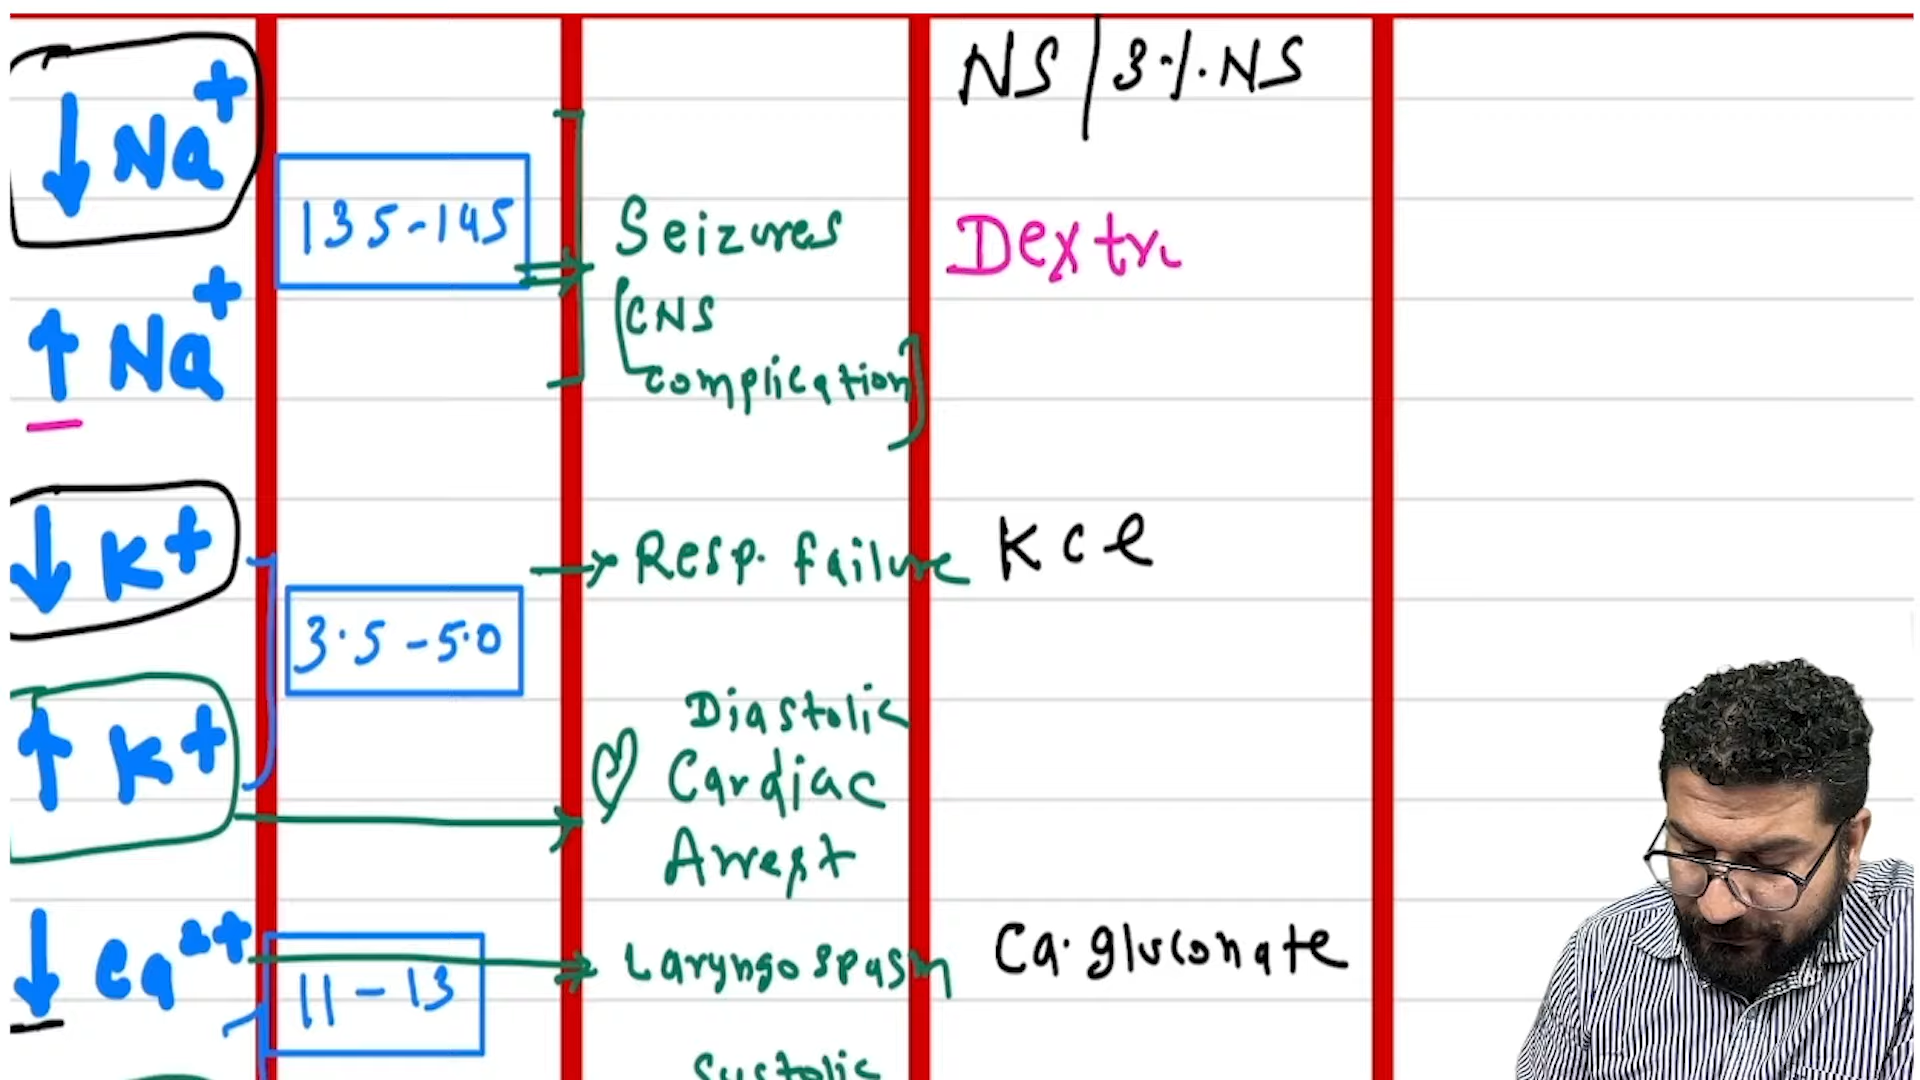 ↓ Na+
135-145
NS / 3% NS
Seizures
(CNS
complication)
Dextr
↑ Na+
↓ K+
3.5-5.0
Resp. failure
KCl
↑ K+
Diastolic
Cardiac
Arrest
↓ Ca2+
11-13
Laryngospasm
Ca. gluconate
Systolic